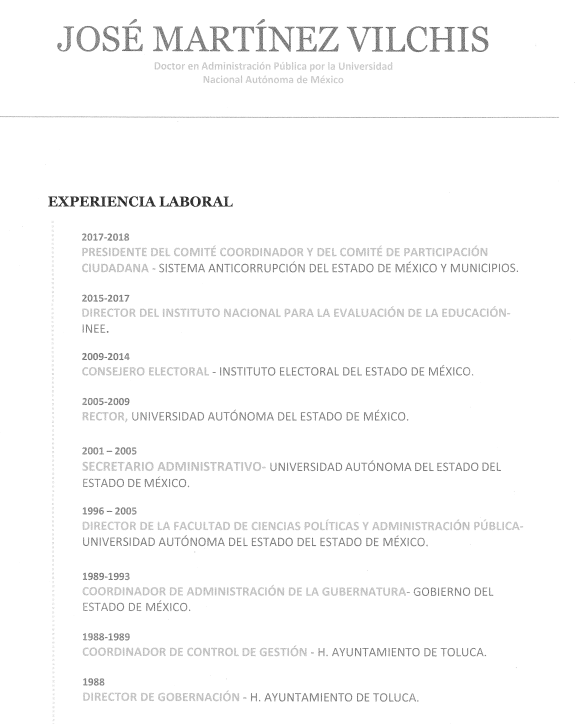 JOSÉ MARTÍNEZ VILCHIS
Doctor en Administración Pública por la Universidad
Nacional Autónoma de México
EXPERIENCIA LABORAL
2017-2018
PRESIDENTE DEL COMITÉ COORDINADOR Y DEL COMITÉ DE PARTICIPACIÓN
CIUDADANA - SISTEMA ANTICORRUPCIÓN DEL ESTADO DE MÉXICO Y MUNICIPIOS.
2015-2017
DIRECTOR DEL INSTITUTO NACIONAL PARA LA EVALUACIÓN DE LA EDUCACIÓN-
INEE.
2009-2014
CONSEJERO ELECTORAL - INSTITUTO ELECTORAL DEL ESTADO DE MÉXICO.
2005-2009
RECTOR, UNIVERSIDAD AUTÓNOMA DEL ESTADO DE MÉXICO.
2001 – 2005
SECRETARIO ADMINISTRATIVO- UNIVERSIDAD AUTÓNOMA DEL ESTADO DEL
ESTADO DE MÉXICO.
1996 – 2005
DIRECTOR DE LA FACULTAD DE CIENCIAS POLÍTICAS Y ADMINISTRACIÓN PÚBLICA-
UNIVERSIDAD AUTÓNOMA DEL ESTADO DEL ESTADO DE MÉXICO.
1989-1993
COORDINADOR DE ADMINISTRACIÓN DE LA GUBERNATURA- GOBIERNO DEL
ESTADO DE MÉXICO.
1988-1989
COORDINADOR DE CONTROL DE GESTIÓN - H. AYUNTAMIENTO DE TOLUCA.
1988
DIRECTOR DE GOBERNACIÓN - H. AYUNTAMIENTO DE TOLUCA.